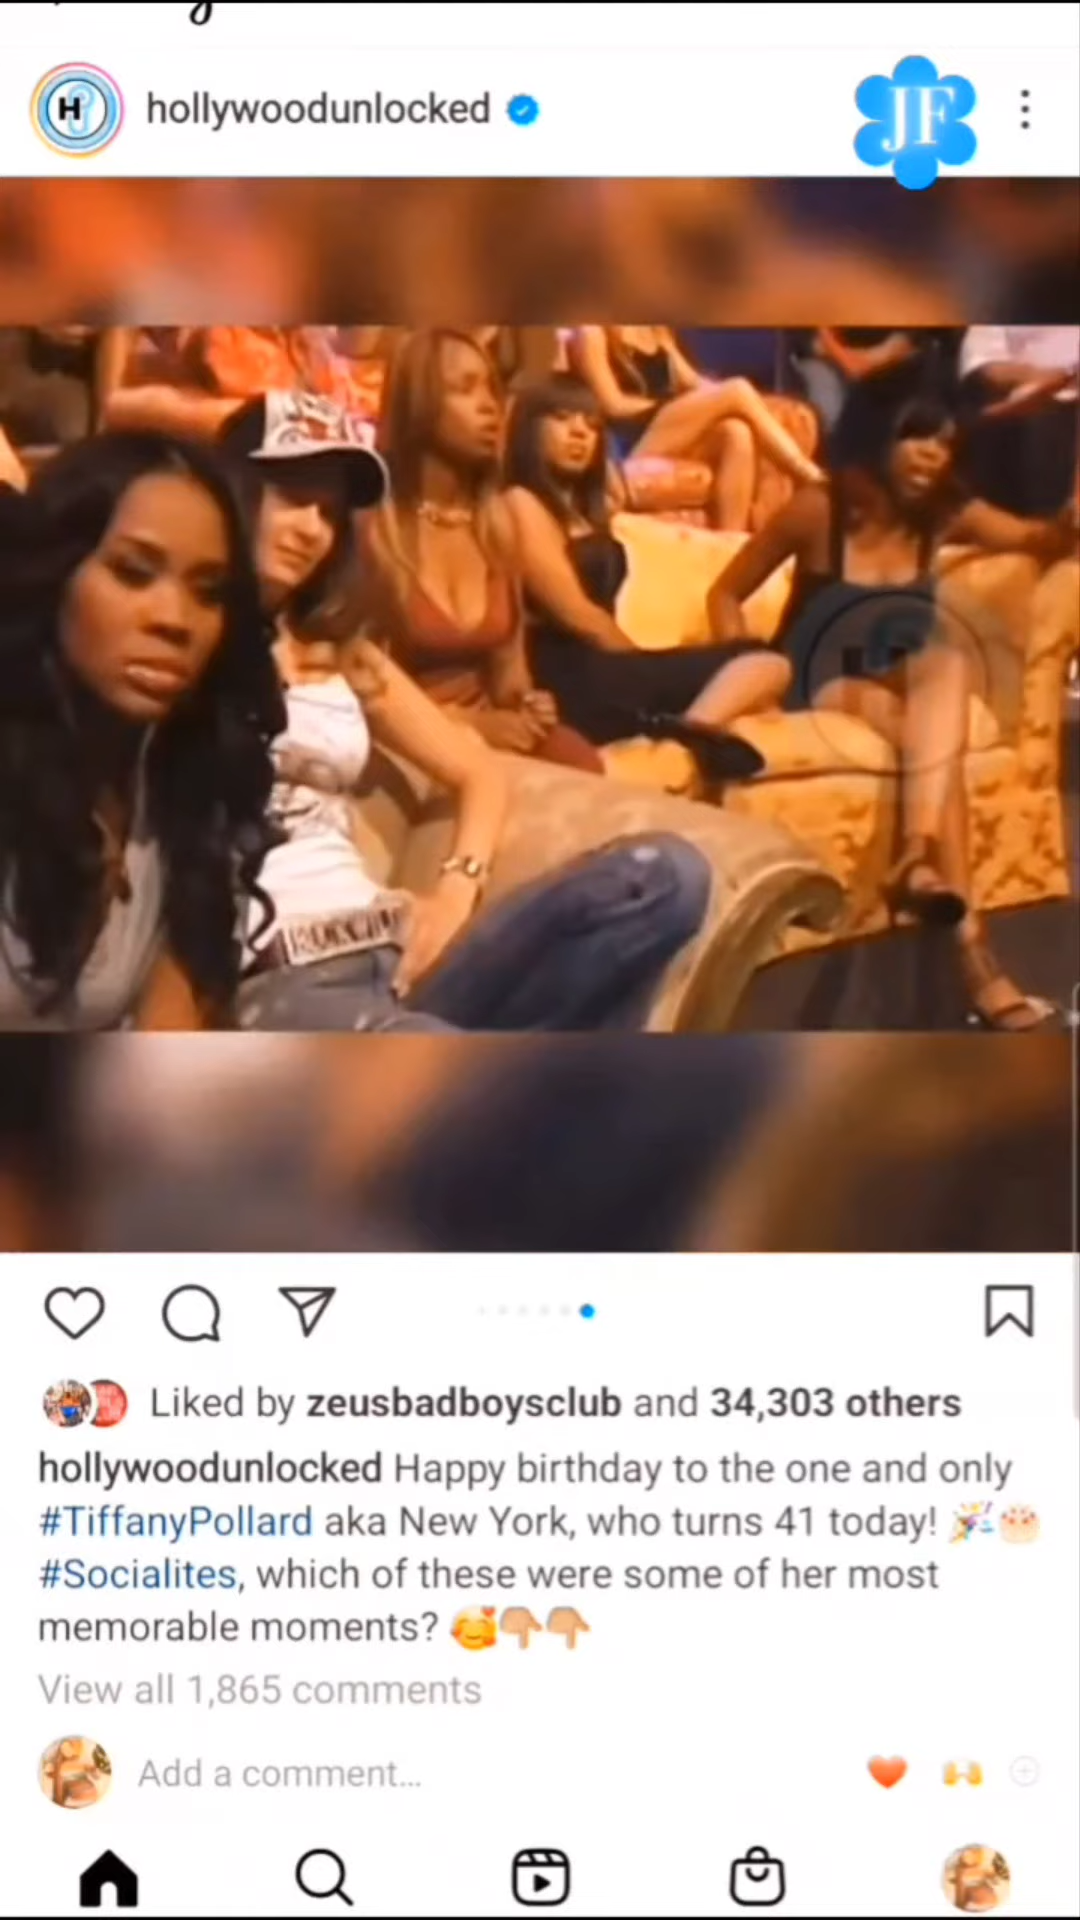 H
hollywoodunlocked
JF
Liked by zeusbadboysclub and 34,303 others
hollywoodunlocked Happy birthday to the one and only
#TiffanyPollard aka New York, who turns 41 today! 🎉🎂
#Socialites, which of these were some of her most
memorable moments? 🥰👇🏼👇🏼
View all 1,865 comments
Add a comment...